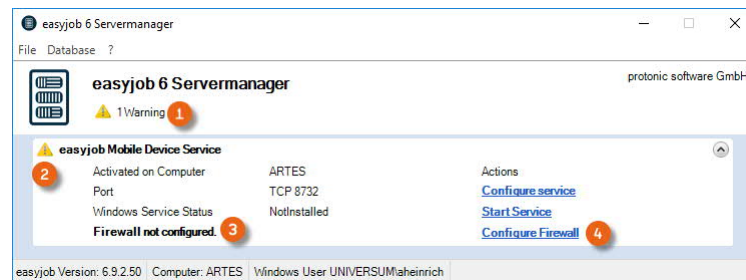 easyjob 6 Servermanager
File Database ?
easyjob 6 Servermanager
protonic software GmbH
1 Warning 1
easyjob Mobile Device Service
2
Activated on Computer ARTES Actions
Port TCP 8732 Configure service
Windows Service Status NotInstalled Start Service
Firewall not configured. 3 Configure Firewall 4
easyjob Version: 6.9.2.50 Computer: ARTES Windows User UNIVERSUM\aheinrich